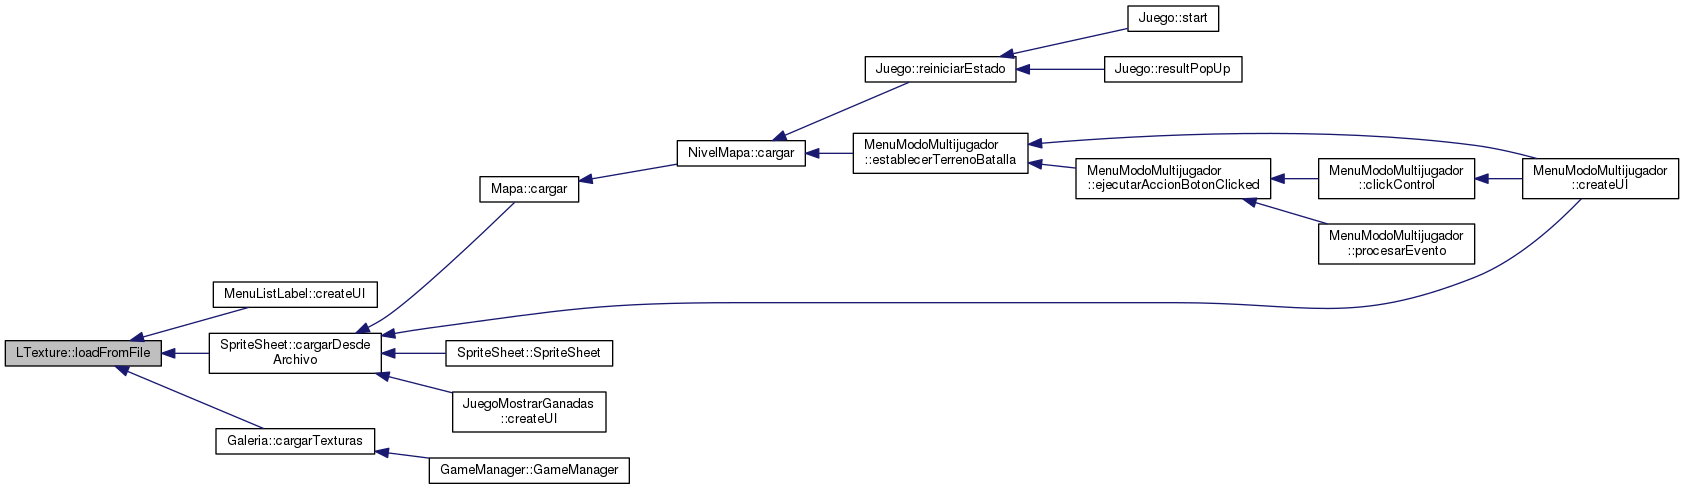 Juego::start
Juego::reiniciarEstado
Juego::resultPopUp
NivelMapa::cargar
MenuModoMultijugador
::establecerTerrenoBatalla
MenuModoMultijugador
::ejecutarAccionBotonClicked
MenuModoMultijugador
::clickControl
MenuModoMultijugador
::createUI
Mapa::cargar
MenuModoMultijugador
::procesarEvento
MenuListLabel::createUI
LTexture::loadFromFile
SpriteSheet::cargarDesde
Archivo
SpriteSheet::SpriteSheet
JuegoMostrarGanadas
::createUI
Galeria::cargarTexturas
GameManager::GameManager